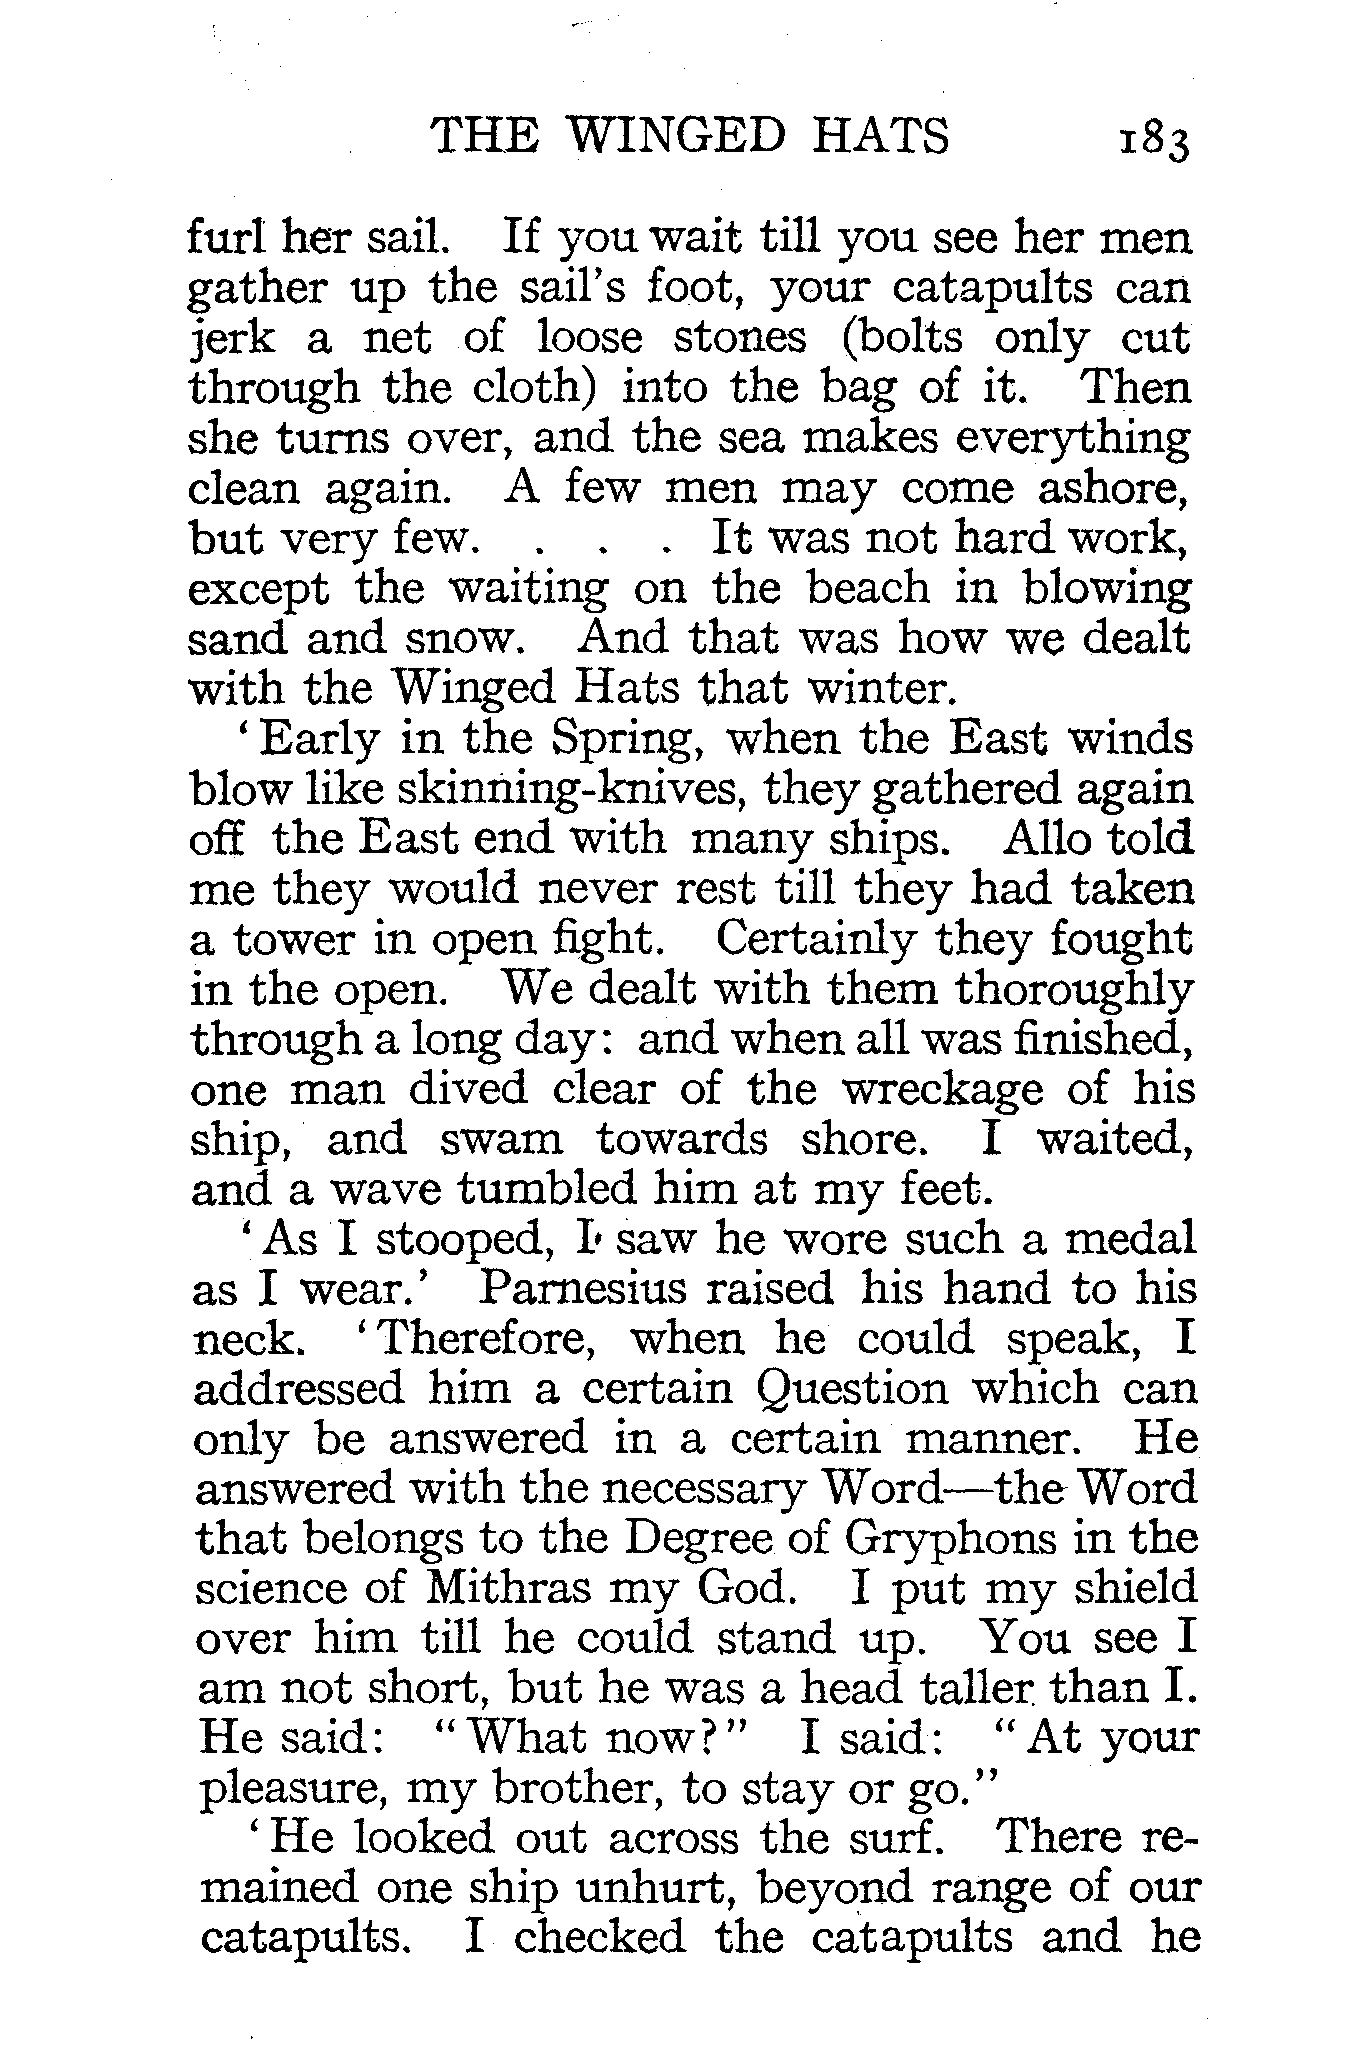 THE WINGED HATS 183
furl her sail. If you wait till you see her men
gather up the sail's foot, your catapults can
jerk a net of loose stones (bolts only cut
through the cloth) into the bag of it. Then
she turns over, and the sea makes everything
clean again. A few men may come ashore,
but very few. . . . It was not hard work,
except the waiting on the beach in blowing
sand and snow. And that was how we dealt
with the Winged Hats that winter.
‘Early in the Spring, when the East winds
blow like skinning-knives, they gathered again
off the East end with many ships. Allo told
me they would never rest till they had taken
a tower in open fight. Certainly they fought
in the open. We dealt with them thoroughly
through a long day: and when all was finished,
one man dived clear of the wreckage of his
ship, and swam towards shore. I waited,
and a wave tumbled him at my feet.
‘As I stooped, I saw he wore such a medal
as I wear.’ Parnesius raised his hand to his
neck. ‘Therefore, when he could speak, I
addressed him a certain Question which can
only be answered in a certain manner. He
answered with the necessary Word—the Word
that belongs to the Degree of Gryphons in the
science of Mithras my God. I put my shield
over him till he could stand up. You see I
am not short, but he was a head taller than I.
He said: “What now?” I said: “At your
pleasure, my brother, to stay or go.”
‘He looked out across the surf. There re-
mained one ship unhurt, beyond range of our
catapults. I checked the catapults and he